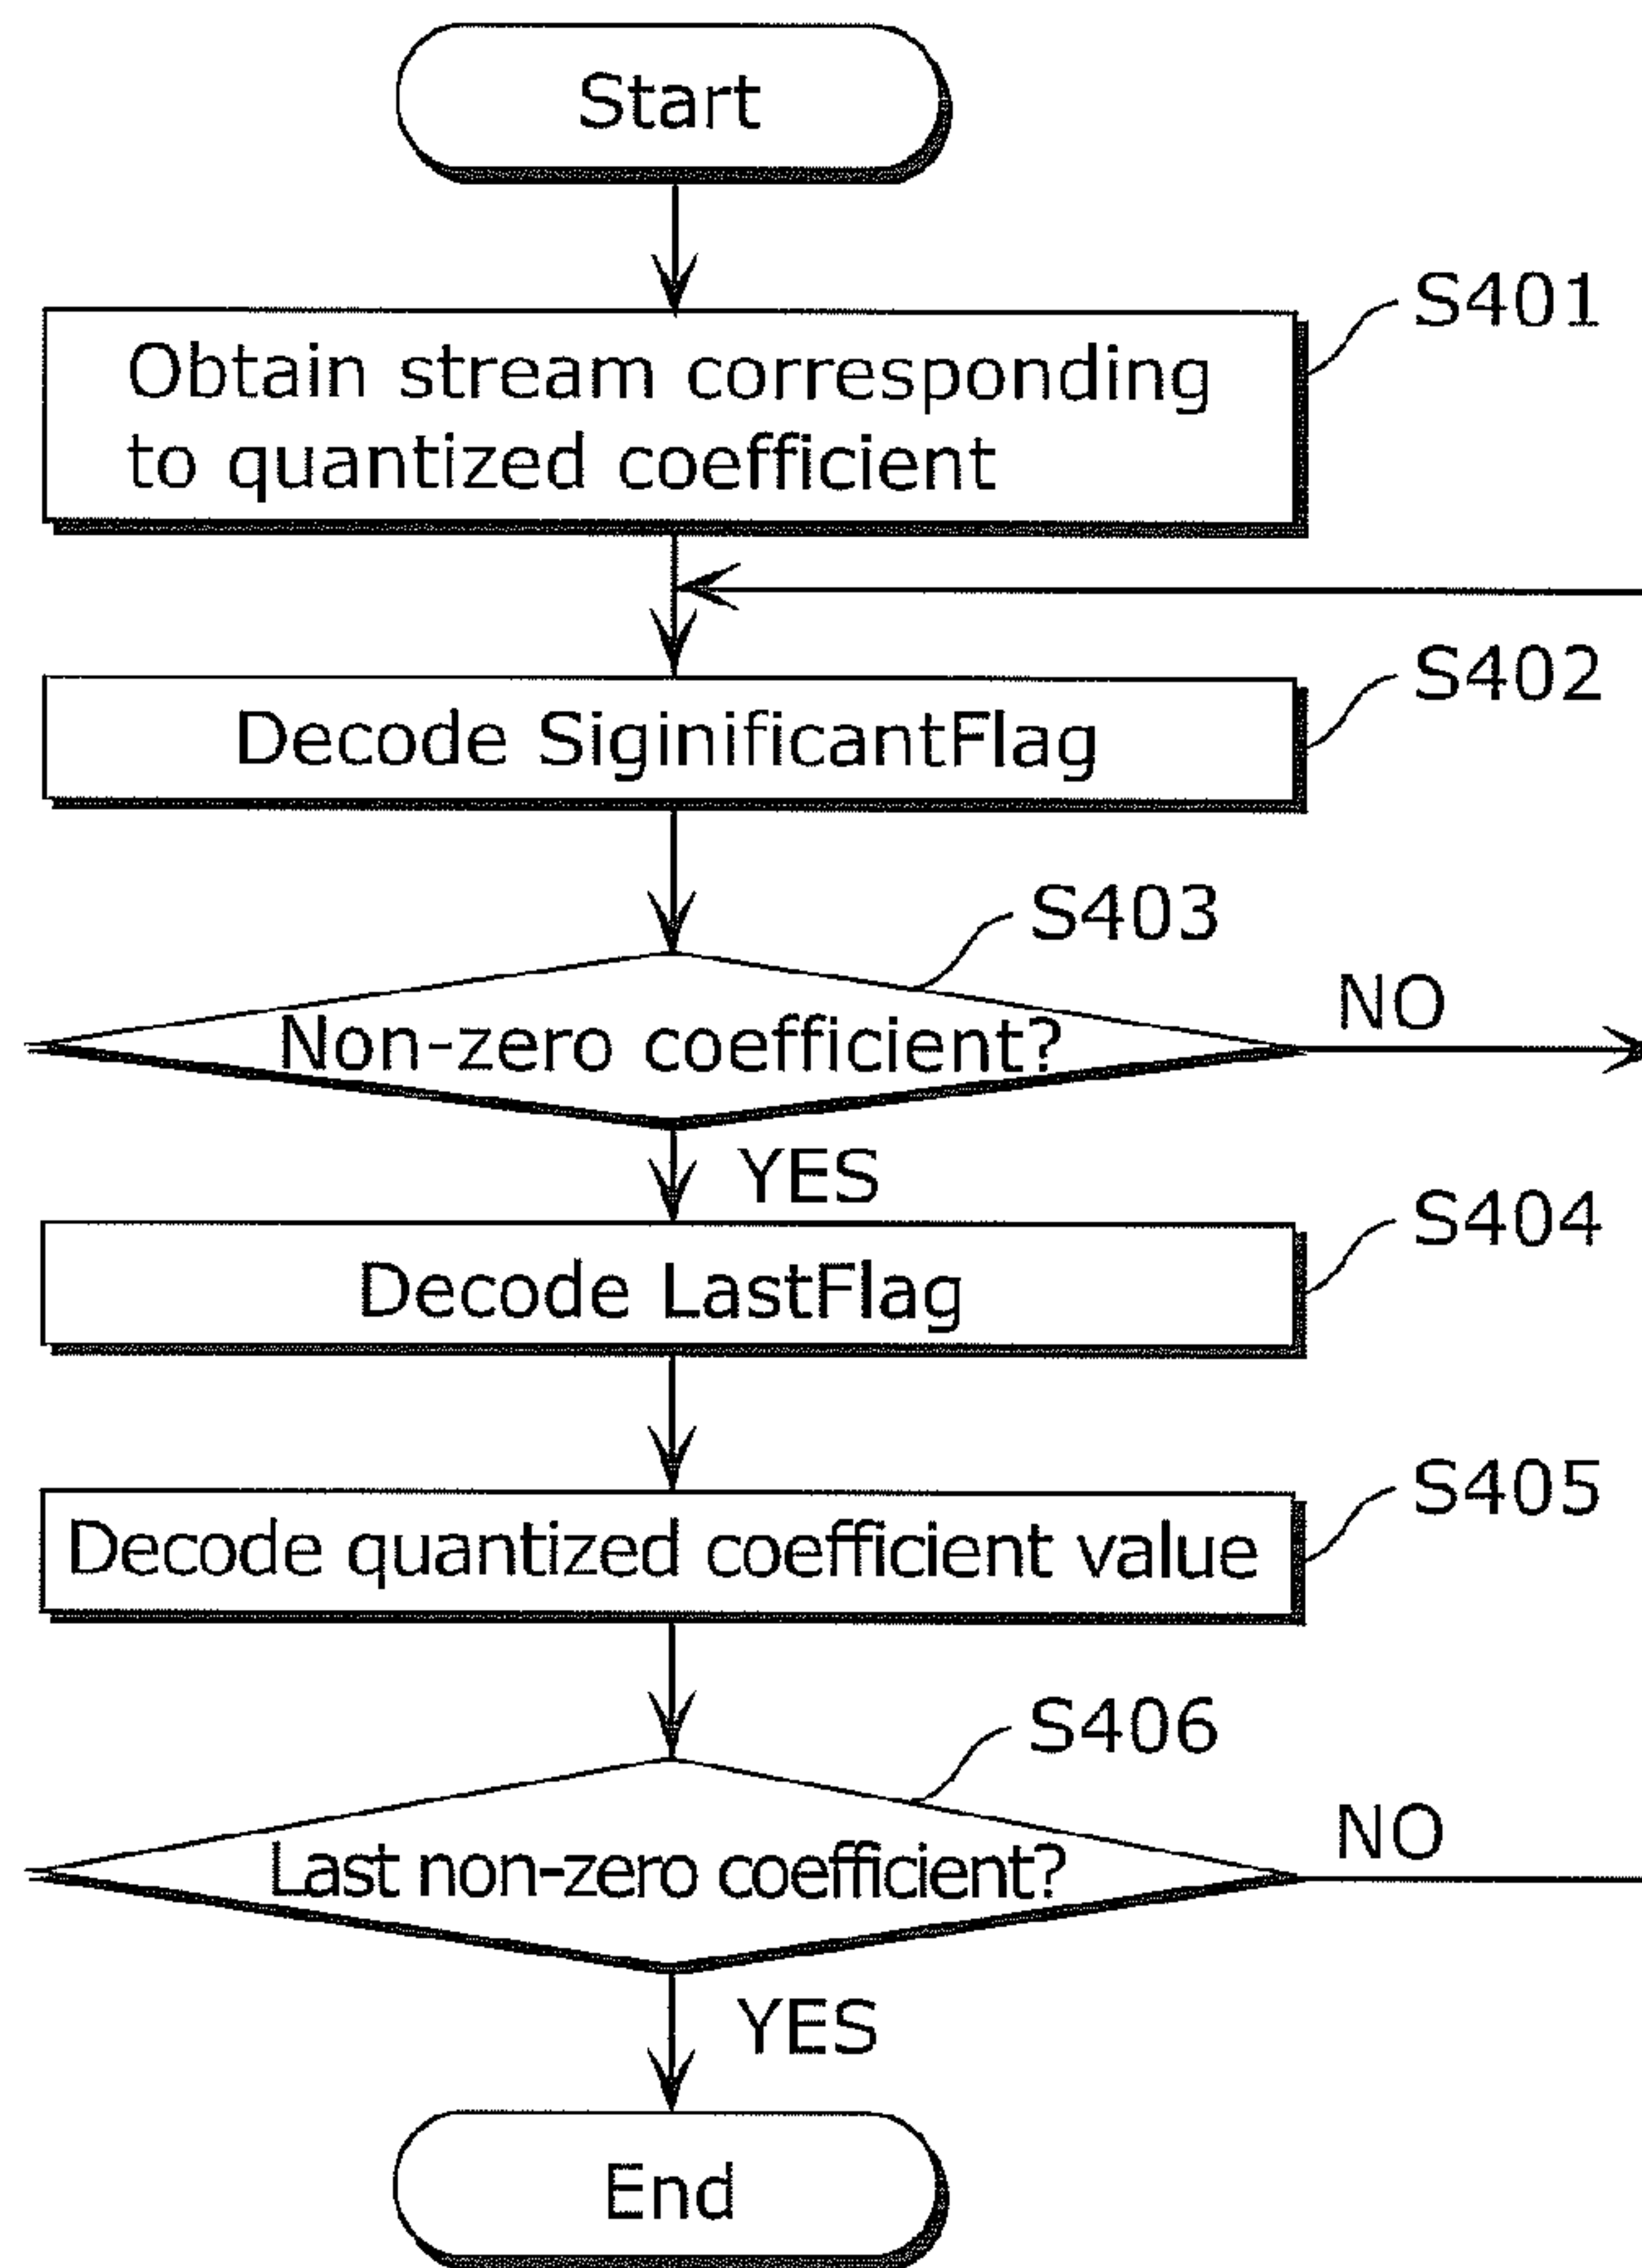 Start
S401
Obtain stream corresponding
to quantized coefficient
S402
Decode SiginificantFlag
S403
NO
Non-zero coefficient?
YES
S404
Decode LastFlag
S405
Decode quantized coefficient value
S406
NO
Last non-zero coefficient?
YES
End